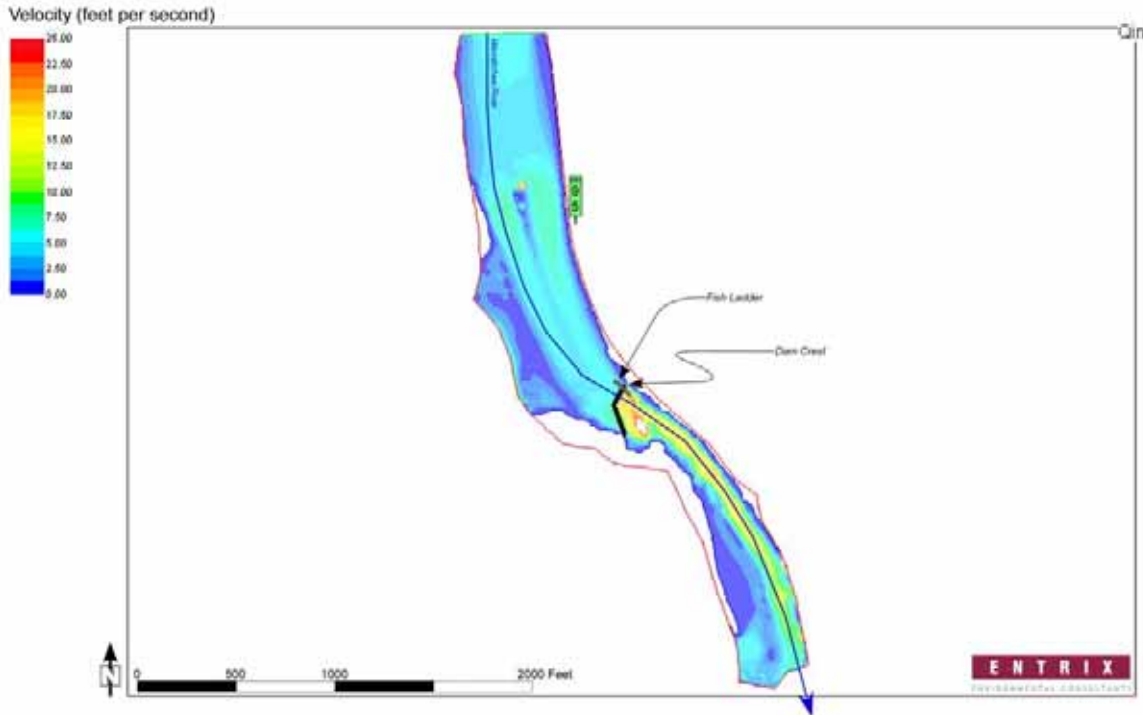 Velocity (feet per second)
25.00
22.50
20.00
17.50
15.00
12.50
10.00
7.50
5.00
2.50
0.00
Qin
Fish Ladder
Dam Crest
N
0 500 1000 2000 Feet
ENTRIX
ENVIRONMENTAL CONSULTANTS